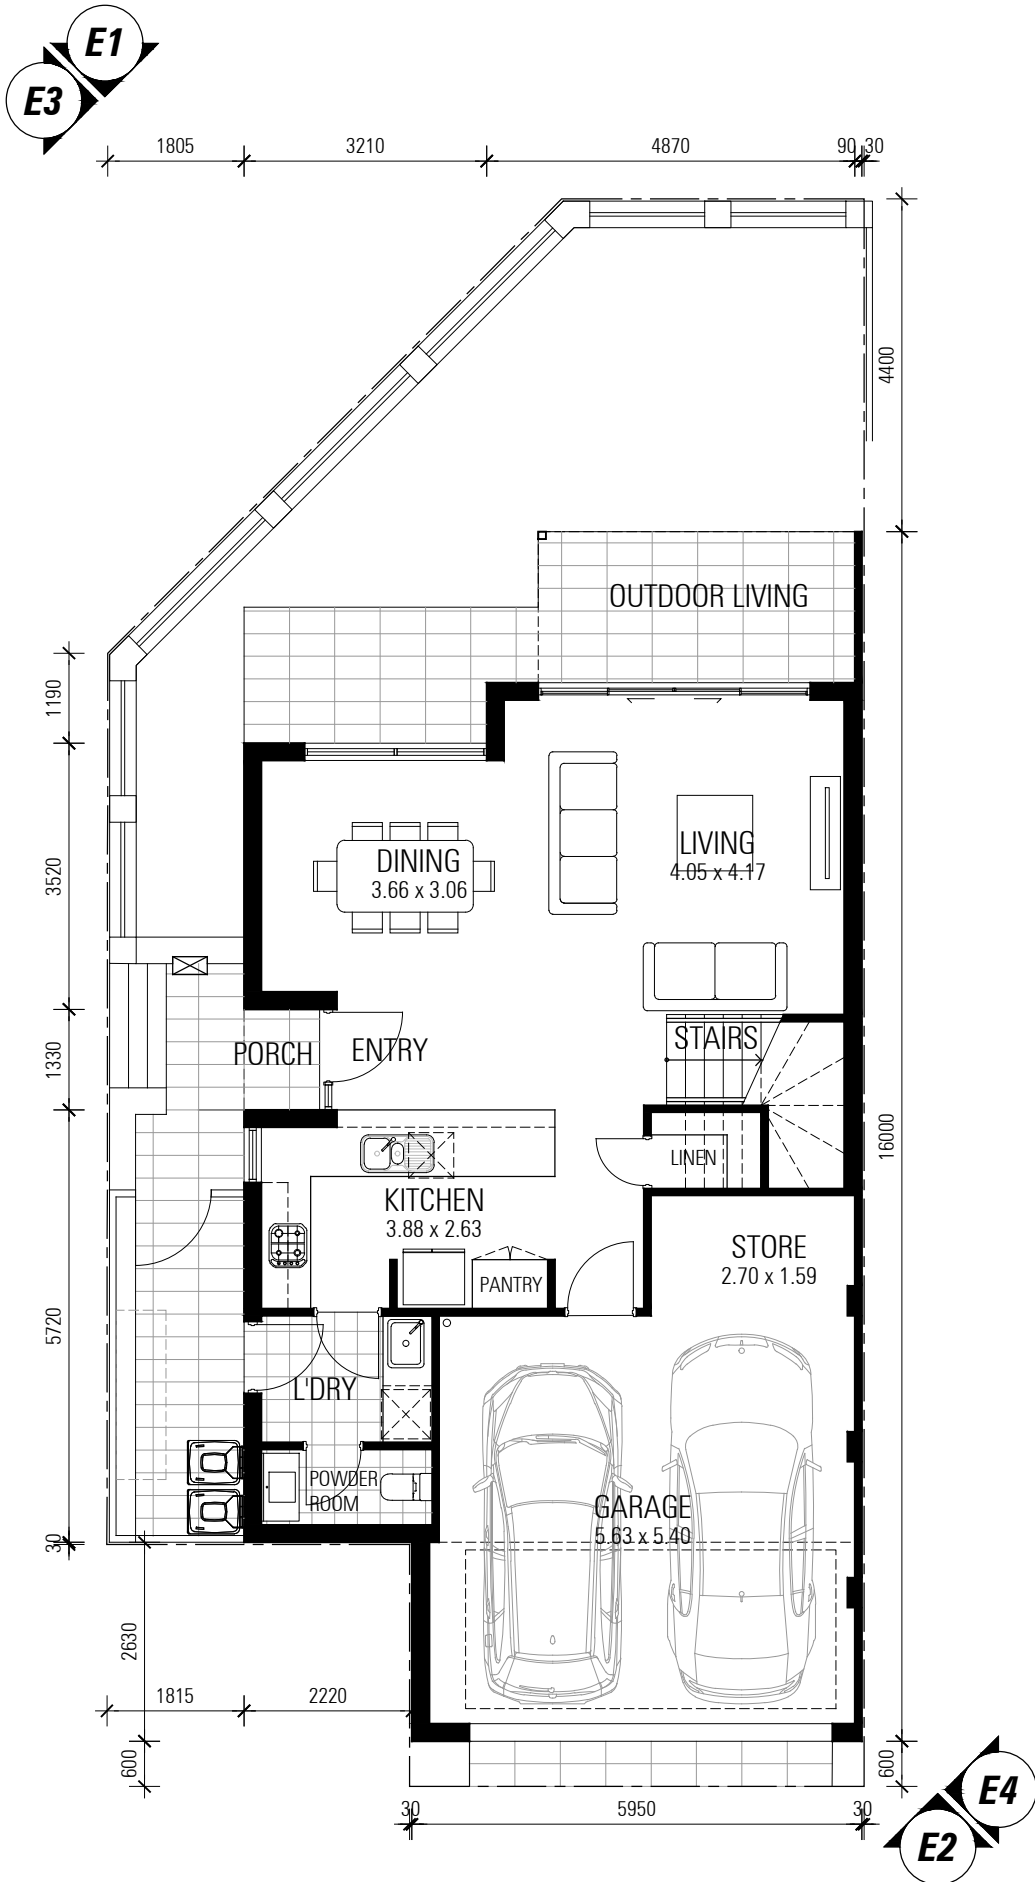 E1
E3
1805
3210
4870
90
30
4400
OUTDOOR LIVING
1190
3520
DINING
3.66 x 3.06
LIVING
4.05 x 4.17
1330
PORCH
ENTRY
STAIRS
16000
LINEN
KITCHEN
3.88 x 2.63
STORE
2.70 x 1.59
PANTRY
5720
L'DRY
POWDER
ROOM
GARAGE
5.63 x 5.40
30
2630
1815
2220
600
600
30
5950
30
E4
E2